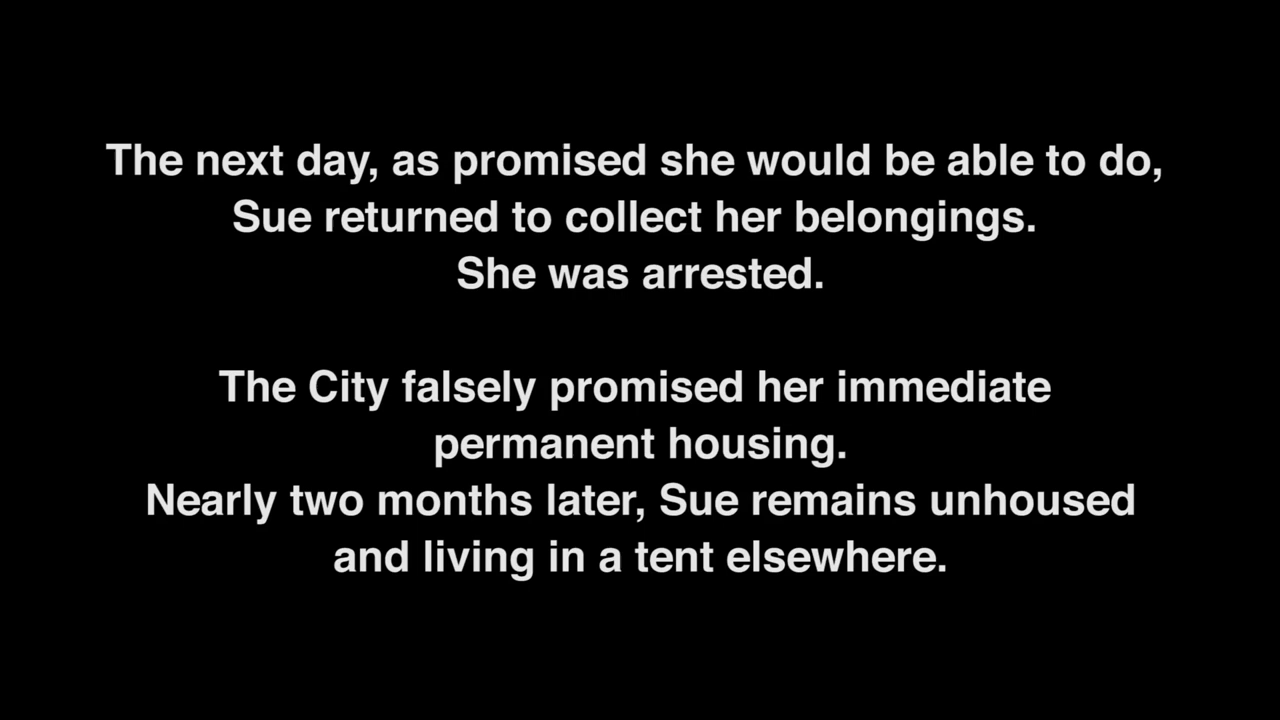 The next day, as promised she would be able to do,
Sue returned to collect her belongings.
She was arrested.
The City falsely promised her immediate
permanent housing.
Nearly two months later, Sue remains unhoused
and living in a tent elsewhere.